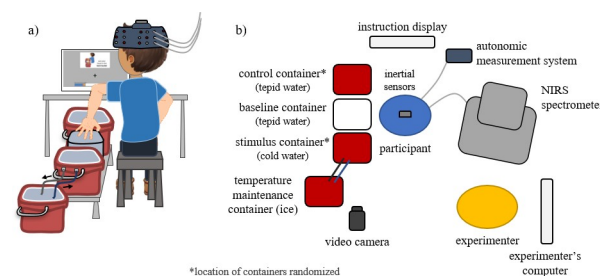 a)
b)
instruction display
autonomic
measurement system
control container*
(tepid water)
inertial
sensors
NIRS
spectrometer
baseline container
(tepid water)
stimulus container*
(cold water)
participant
temperature
maintenance
container (ice)
video camera
experimenter
experimenter's
computer
*location of containers randomized